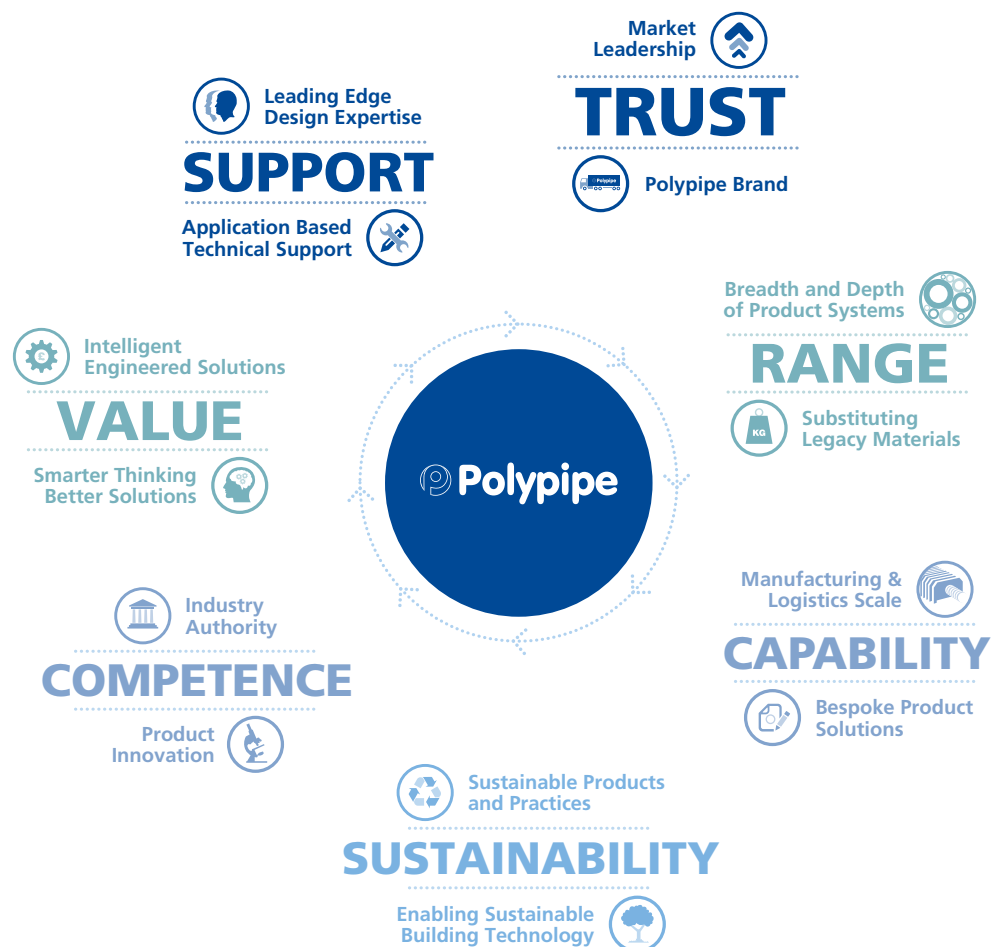 Market
Leadership
TRUST
Polypipe
Polypipe Brand
Leading Edge
Design Expertise
SUPPORT
Application Based
Technical Support
Breadth and Depth
of Product Systems
RANGE
KG
Substituting
Legacy Materials
£
Intelligent
Engineered Solutions
VALUE
Smarter Thinking
Better Solutions
Polypipe
Manufacturing &
Logistics Scale
CAPABILITY
Bespoke Product
Solutions
Industry
Authority
COMPETENCE
Product
Innovation
Sustainable Products
and Practices
SUSTAINABILITY
Enabling Sustainable
Building Technology